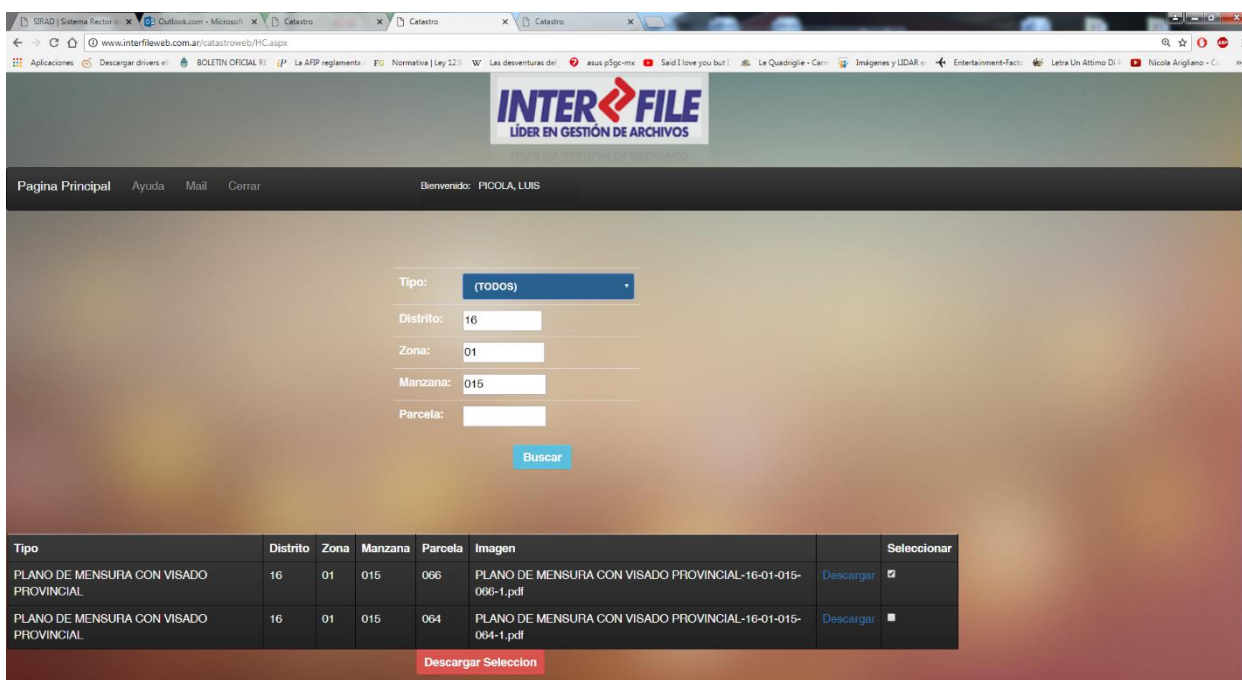 SIRAD | Sistema Rector
Outlook.com - Microsoft
Catastro
Catastro
Catastro
www.interfileweb.com.ar/catastroweb/HC.aspx
Aplicaciones
Descargar drivers et
BOLETIN OFICIAL RE
La AFIP reglamenta
Normativa | Ley 12.9
Las desventuras del
asus p5gc-mx
Said I love you but I
Le Quadriglie - Carm
Imágenes y LIDAR e
Entertainment-Facto
Letra Un Attimo Di P
Nicola Arigliano - C
INTER FILE
LÍDER EN GESTIÓN DE ARCHIVOS
Pagina Principal Ayuda Mail Cerrar Bienvenido: PICOLA, LUIS
Tipo: (TODOS)
Distrito: 16
Zona: 01
Manzana: 015
Parcela:
Buscar
Tipo Distrito Zona Manzana Parcela Imagen Seleccionar
PLANO DE MENSURA CON VISADO 16 01 015 066 PLANO DE MENSURA CON VISADO PROVINCIAL-16-01-015- Descargar
PROVINCIAL 066-1.pdf
PLANO DE MENSURA CON VISADO 16 01 015 064 PLANO DE MENSURA CON VISADO PROVINCIAL-16-01-015- Descargar
PROVINCIAL 064-1.pdf
Descargar Seleccion